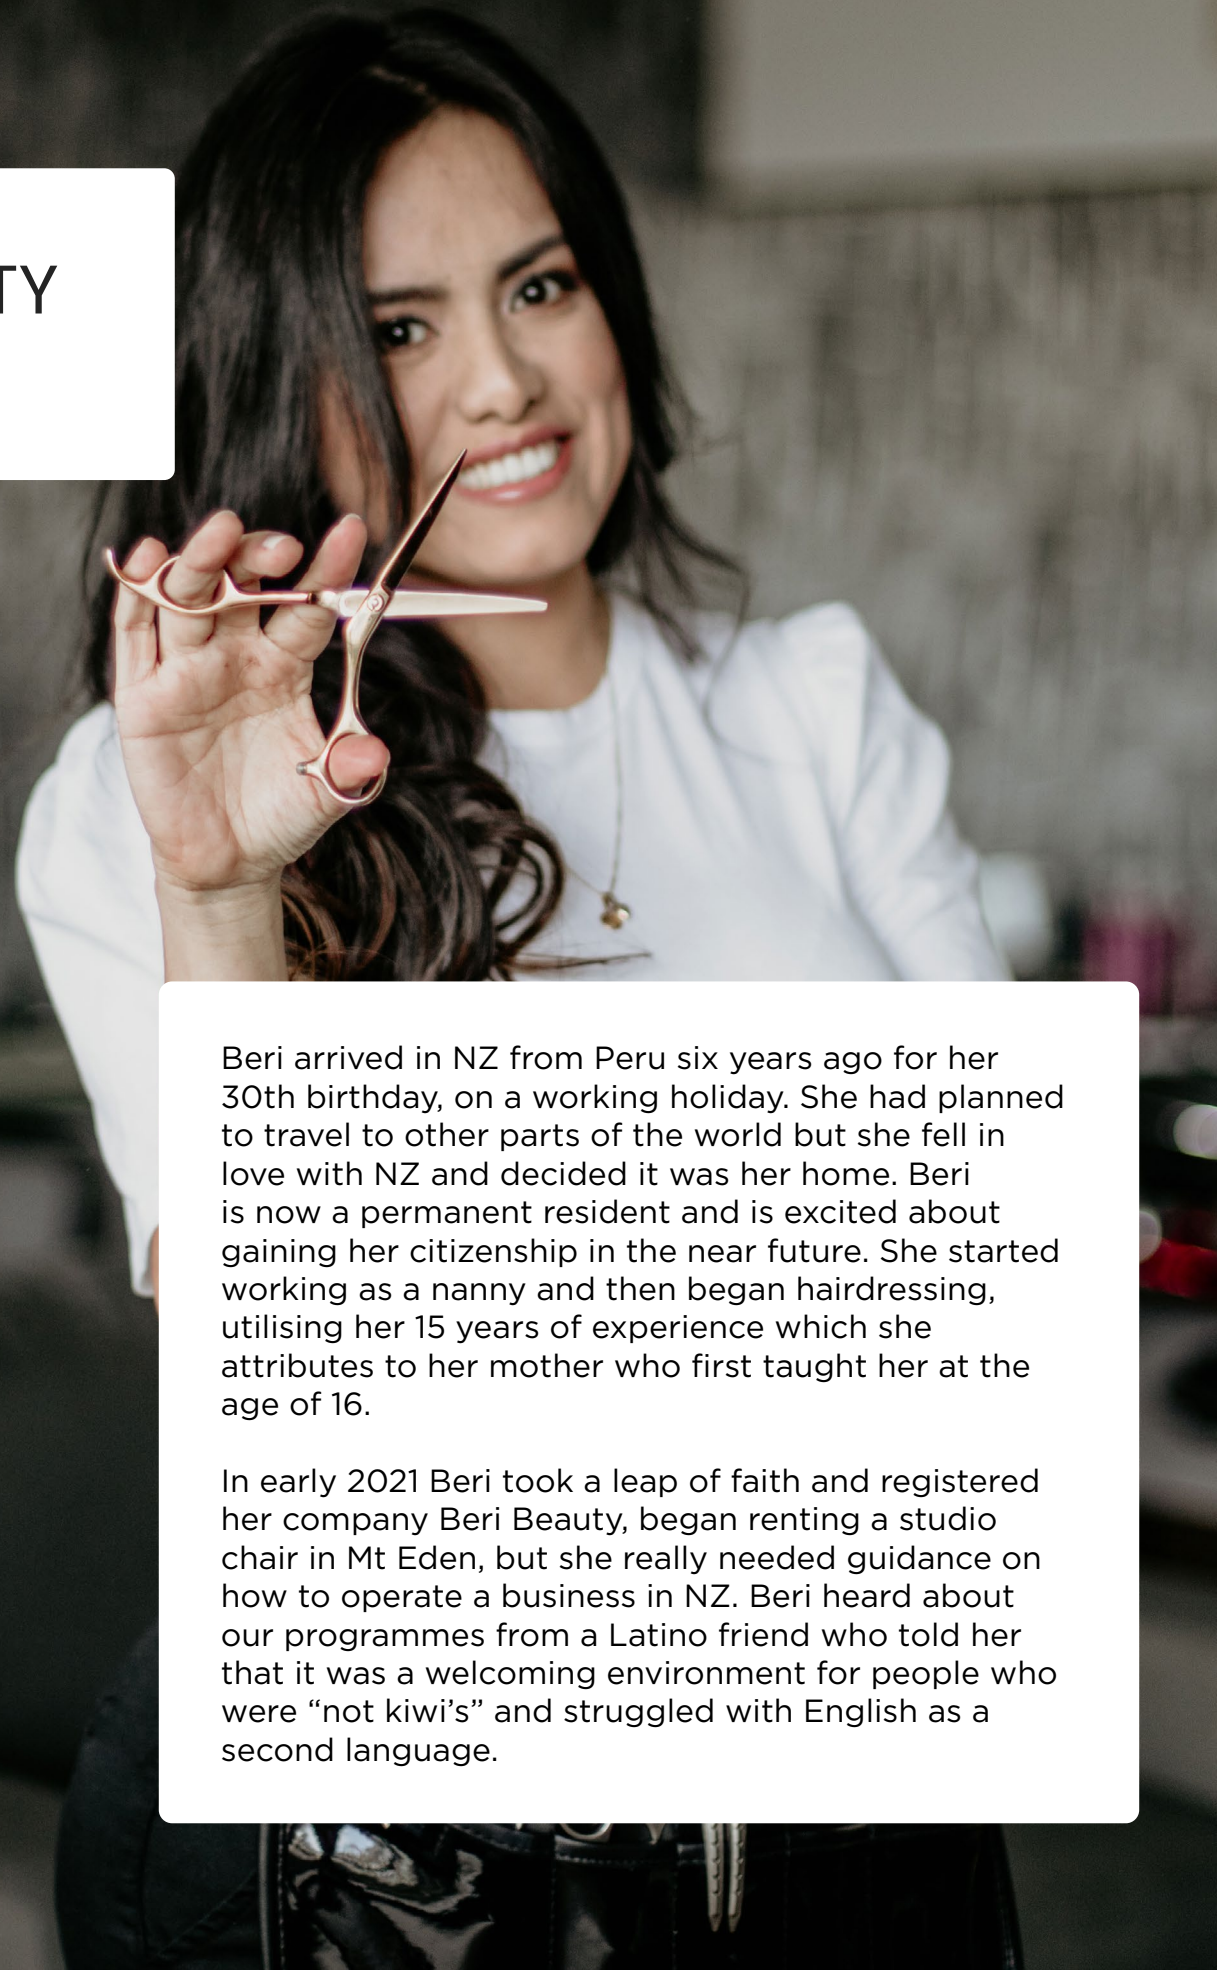 TY
Beri arrived in NZ from Peru six years ago for her
30th birthday, on a working holiday. She had planned
to travel to other parts of the world but she fell in
love with NZ and decided it was her home. Beri
is now a permanent resident and is excited about
gaining her citizenship in the near future. She started
working as a nanny and then began hairdressing,
utilising her 15 years of experience which she
attributes to her mother who first taught her at the
age of 16.
In early 2021 Beri took a leap of faith and registered
her company Beri Beauty, began renting a studio
chair in Mt Eden, but she really needed guidance on
how to operate a business in NZ. Beri heard about
our programmes from a Latino friend who told her
that it was a welcoming environment for people who
were “not kiwi’s” and struggled with English as a
second language.